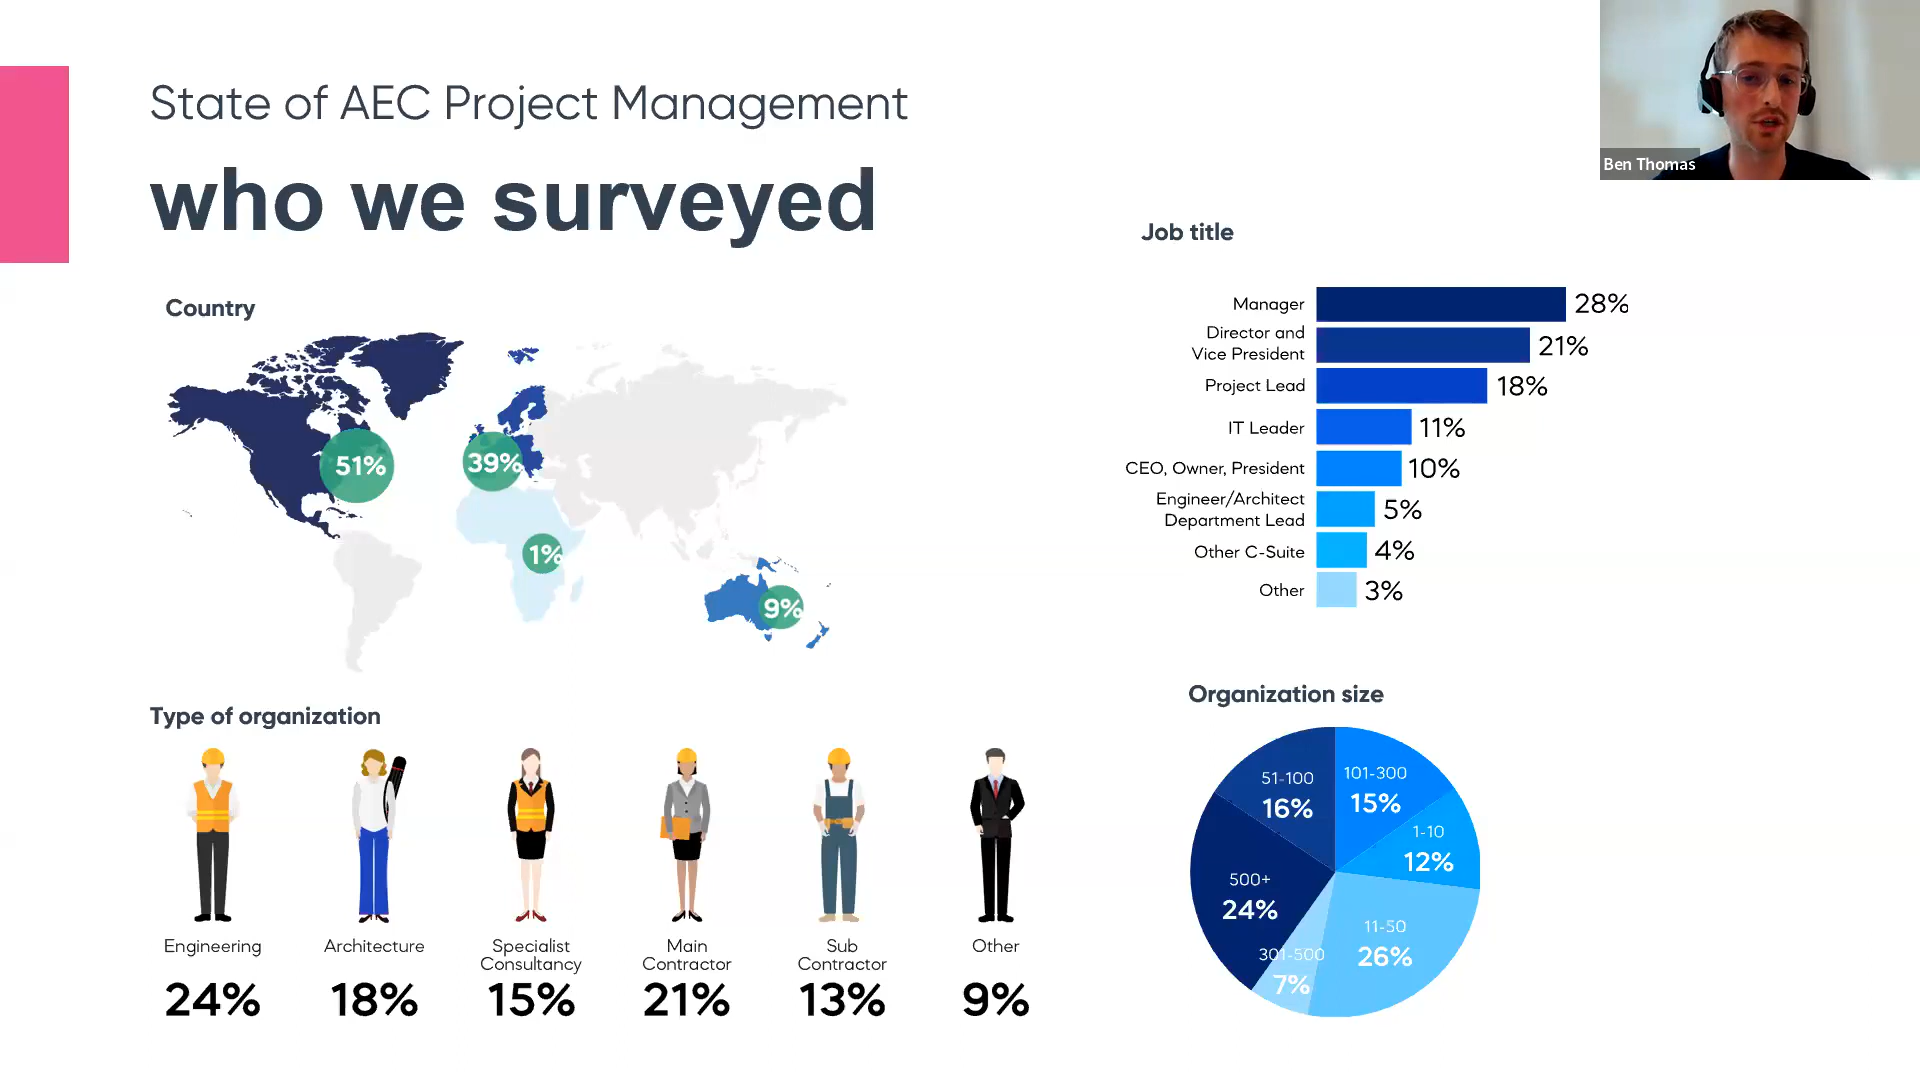 State of AEC Project Management
who we surveyed
Ben Thomas
Country
51%
39%
1%
9%
Job title
Manager 28%
Director and
Vice President 21%
Project Lead 18%
IT Leader 11%
CEO, Owner, President 10%
Engineer/Architect
Department Lead 5%
Other C-Suite 4%
Other 3%
Type of organization
Engineering
24%
Architecture
18%
Specialist
Consultancy
15%
Main
Contractor
21%
Sub
Contractor
13%
Other
9%
Organization size
51-100
16%
101-300
15%
1-10
12%
500+
24%
11-50
26%
301-500
7%